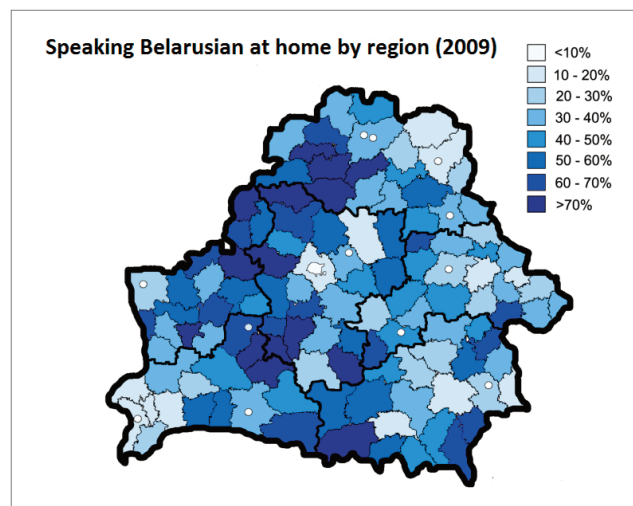 Speaking Belarusian at home by region (2009)
<10%
10 - 20%
20 - 30%
30 - 40%
40 - 50%
50 - 60%
60 - 70%
>70%